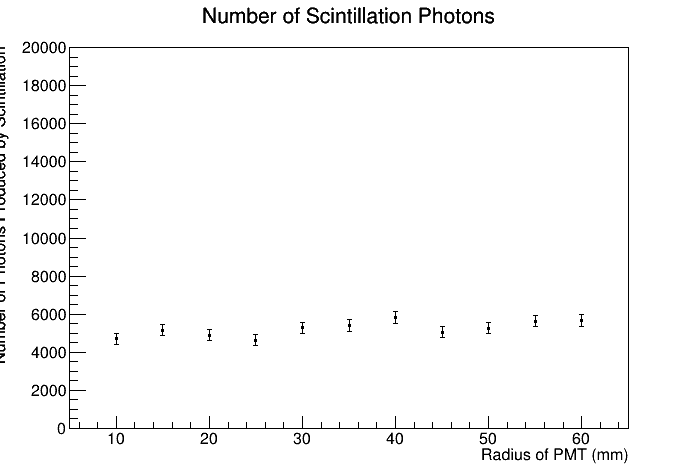 Number of Scintillation Photons
Number of Photons Produced by Scintillation
20000
18000
16000
14000
12000
10000
8000
6000
4000
2000
0
10 20 30 40 50 60
Radius of PMT (mm)